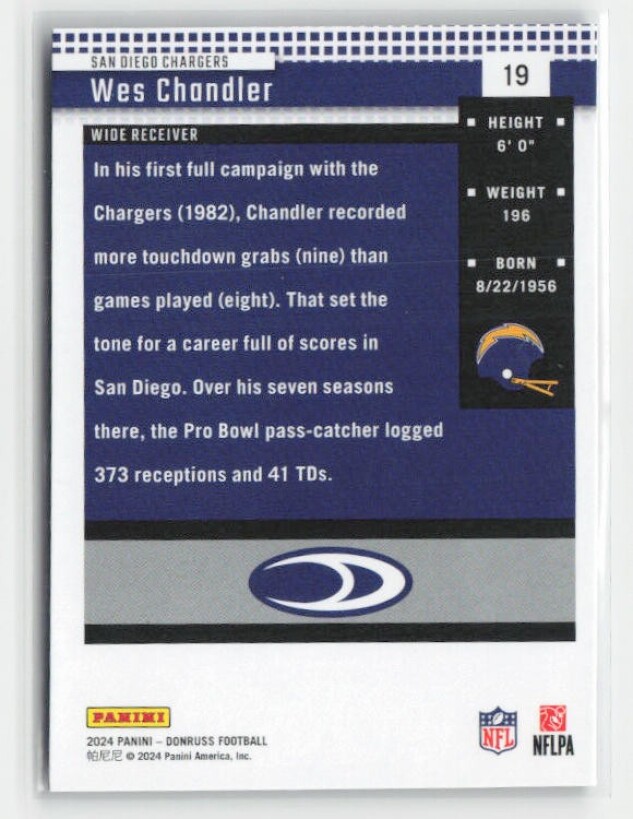 SAN DIEGO CHARGERS
Wes Chandler
19
WIDE RECEIVER
HEIGHT
6' 0"
WEIGHT
196
BORN
8/22/1956
In his first full campaign with the
Chargers (1982), Chandler recorded
more touchdown grabs (nine) than
games played (eight). That set the
tone for a career full of scores in
San Diego. Over his seven seasons
there, the Pro Bowl pass-catcher logged
373 receptions and 41 TDs.
PANINI
2024 PANINI – DONRUSS FOOTBALL
帕尼尼 © 2024 Panini America, Inc.
NFL
NFLPA